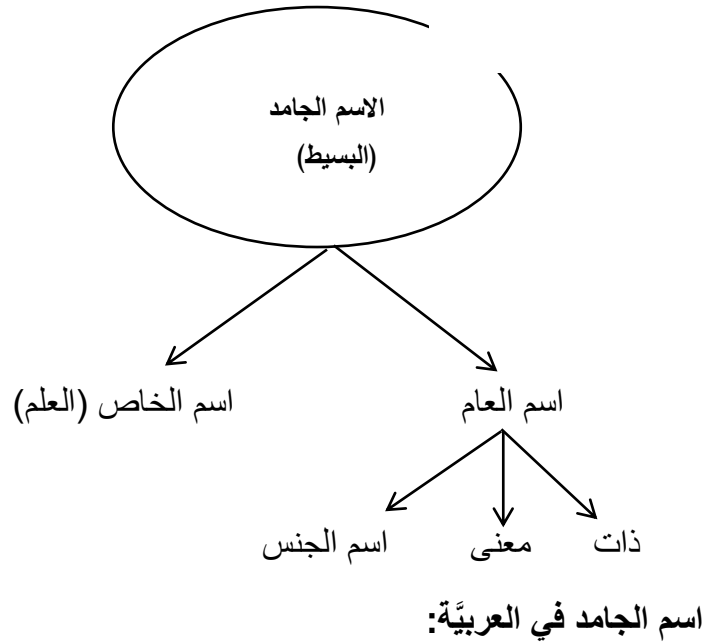 الاسم الجامد
(البسيط)
اسم العام
اسم الخاص (العلم)
ذات
معنى
اسم الجنس
اسم الجامد في العربيَّة: